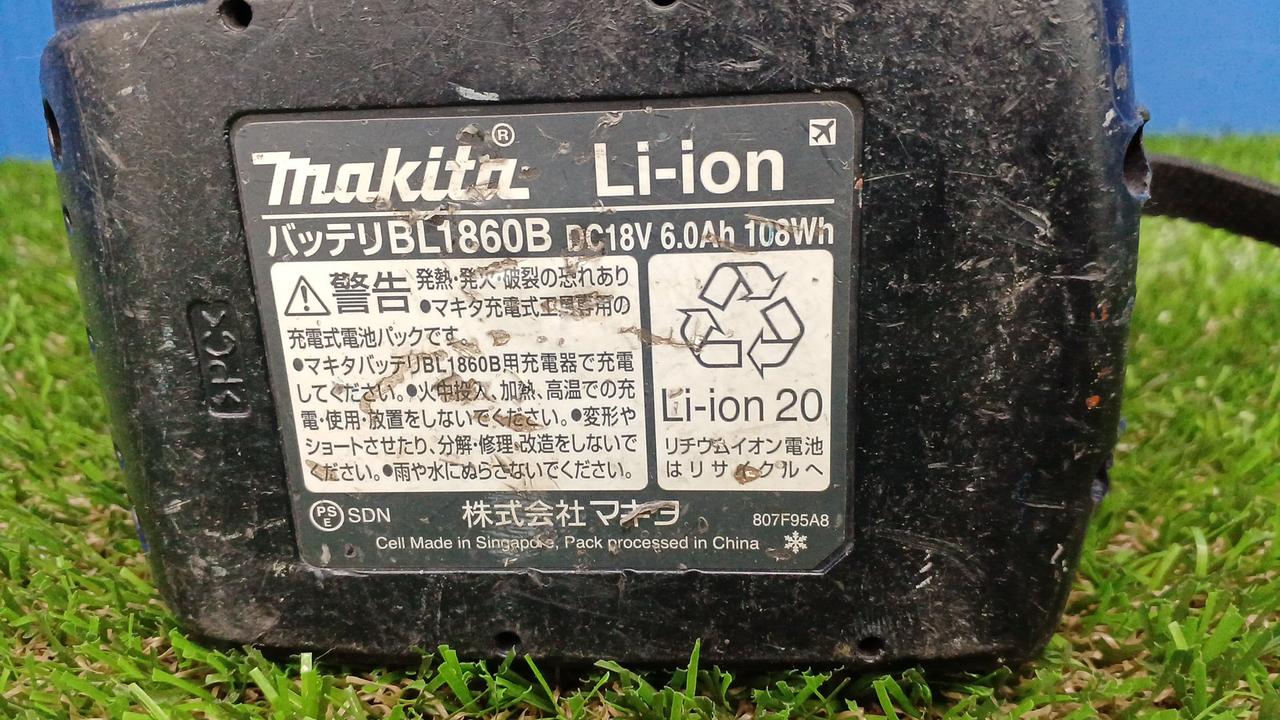 makita® Li-ion
バッテリBL1860B DC18V 6.0Ah 108Wh
警告 発熱・発火・破裂の恐れあり
●マキタ充電式工具専用の
充電式電池パックです。
●マキタバッテリBL1860B用充電器で充電
してください。●火中投入、加熱、高温での充
電・使用・放置をしないでください。●変形や
ショートさせたり、分解・修理・改造をしないで
ください。●雨や水にぬらさないでください。
Li-ion 20
リチウムイオン電池
はリサイクルへ
PSE SDN 株式会社マキタ 807F95A8
Cell Made in Singapore, Pack processed in China
>PC<